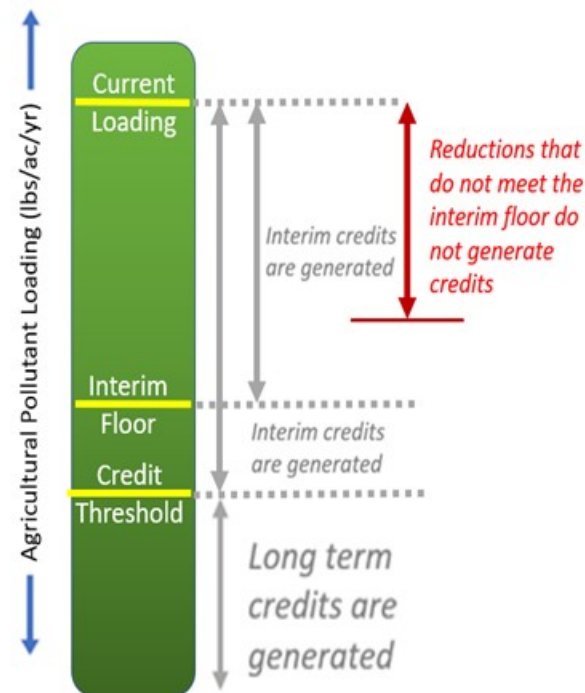 Agricultural Pollutant Loading (lbs/ac/yr)
Current
Loading
Interim credits
are generated
Reductions that
do not meet the
interim floor do
not generate
credits
Interim
Floor
Interim credits
are generated
Credit
Threshold
Long term
credits are
generated